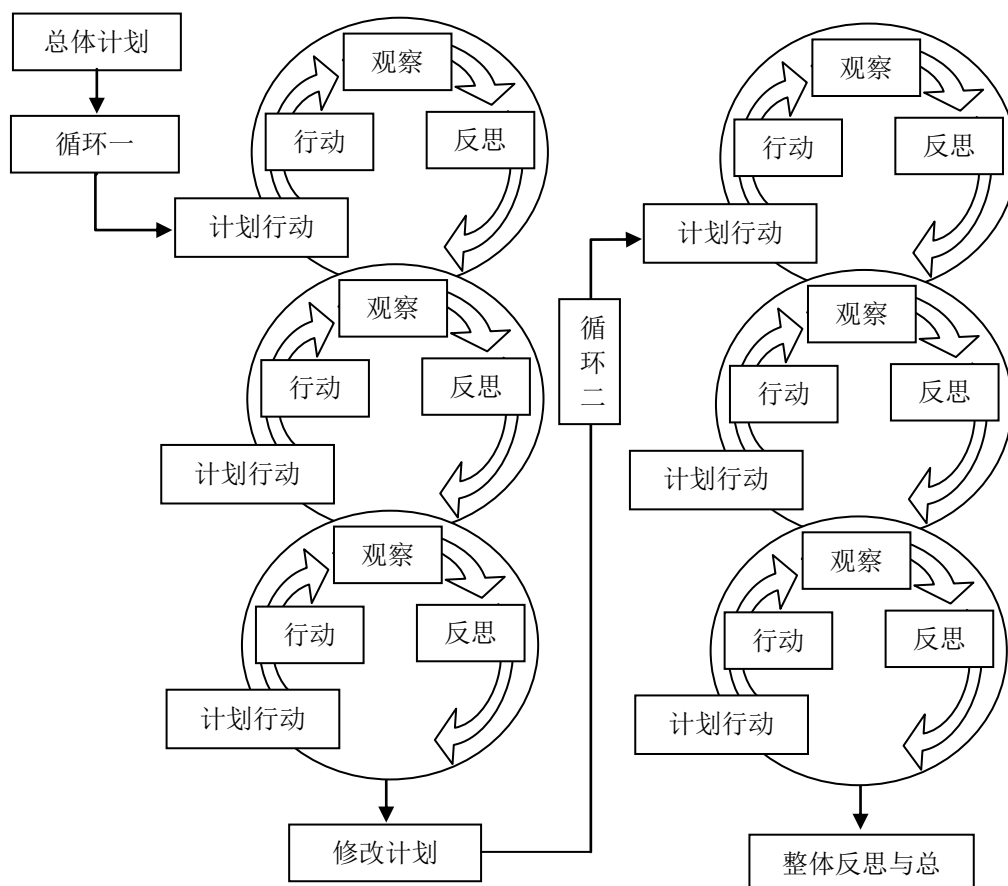 总体计划
循环一
观察
行动
反思
计划行动
观察
行动
反思
计划行动
观察
行动
反思
计划行动
修改计划
循
环
二
观察
行动
反思
计划行动
观察
行动
反思
计划行动
观察
行动
反思
计划行动
整体反思与总